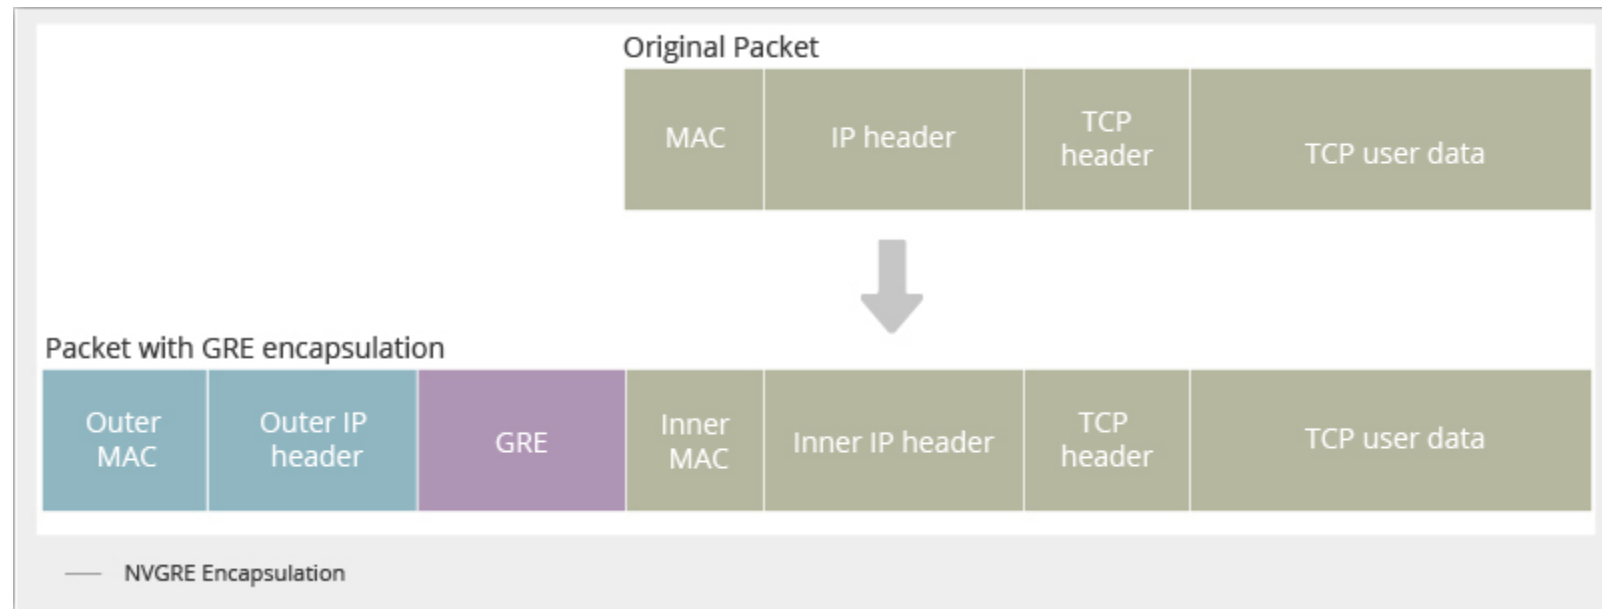 Original Packet
MAC
IP header
TCP
header
TCP user data
Packet with GRE encapsulation
Outer
MAC
Outer IP
header
GRE
Inner
MAC
Inner IP header
TCP
header
TCP user data
NVGRE Encapsulation